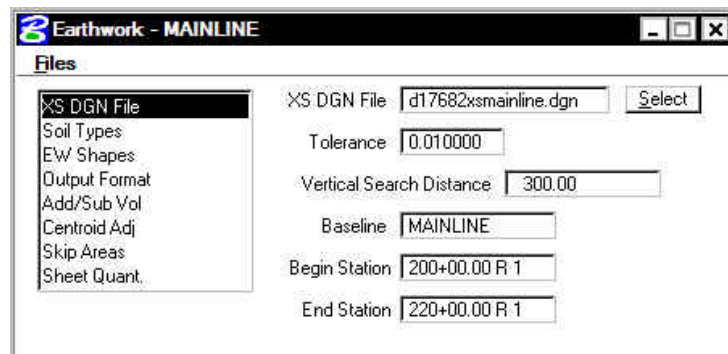 Earthwork - MAINLINE
Files
XS DGN File
Soil Types
EW Shapes
Output Format
Add/Sub Vol
Centroid Adj
Skip Areas
Sheet Quant.
XS DGN File d17682xsmainline.dgn Select
Tolerance 0.010000
Vertical Search Distance 300.00
Baseline MAINLINE
Begin Station 200+00.00 R 1
End Station 220+00.00 R 1